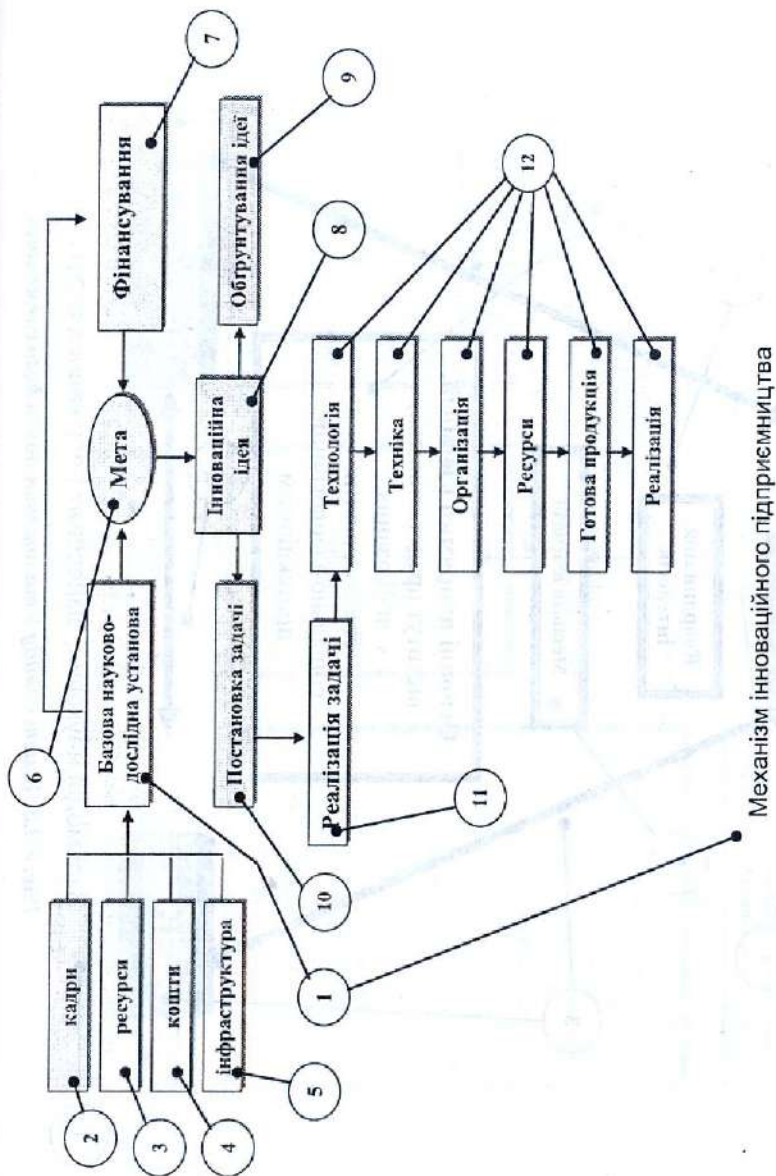 кадри
ресурси
кошти
інфраструктура
2
3
4
5
1
6
Базова науково-
дослідна установа
Мета
Фінансування
7
Інноваційна
ідея
8
Обґрунтування ідеї
9
Постановка задачі
10
Реалізація задачі
11
Технологія
Техніка
Організація
Ресурси
Готова продукція
Реалізація
12
Механізм інноваційного підприємництва